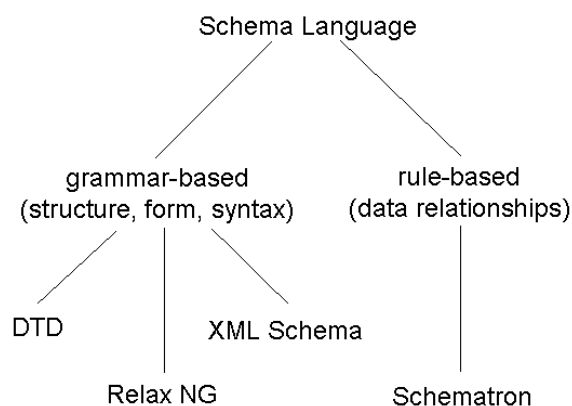 Schema Language
grammar-based
(structure, form, syntax)
rule-based
(data relationships)
DTD
XML Schema
Relax NG
Schematron